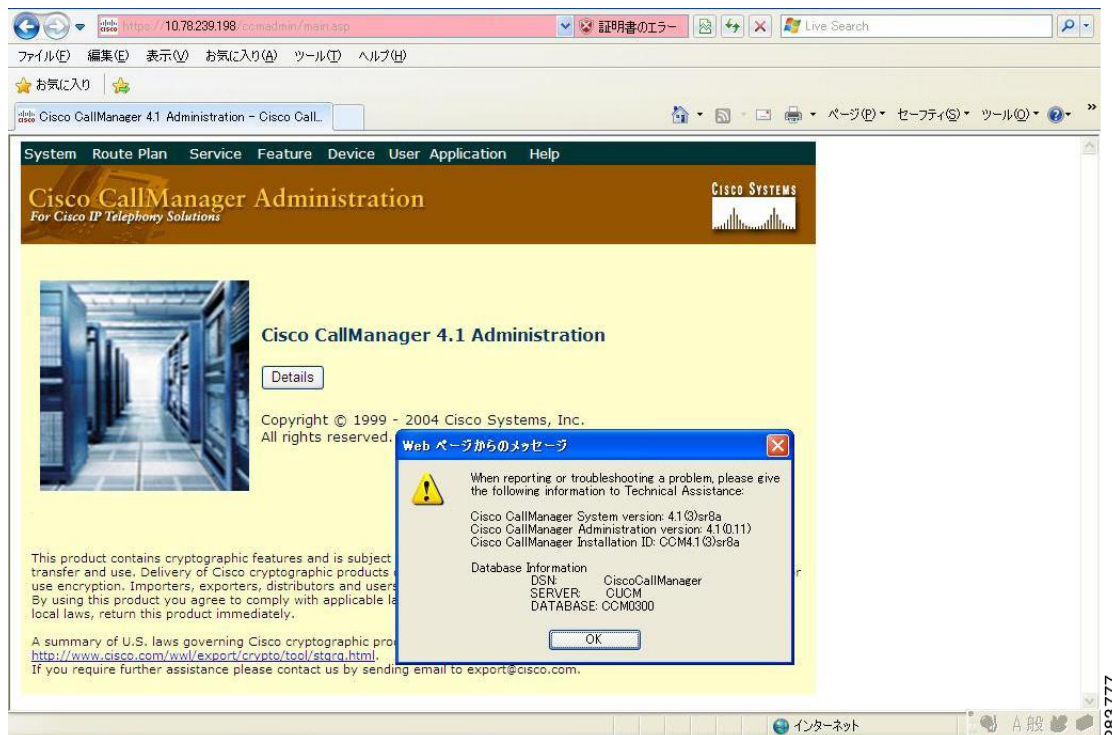 https://10.78.239.198/ccmadmin/main.asp
証明書のエラー
Live Search
ファイル(F) 編集(E) 表示(V) お気に入り(A) ツール(T) ヘルプ(H)
お気に入り
Cisco CallManager 4.1 Administration - Cisco Call...
ページ(P) セーフティ(S) ツール(O)
System Route Plan Service Feature Device User Application Help
Cisco CallManager Administration
For Cisco IP Telephony Solutions
CISCO SYSTEMS
Cisco CallManager 4.1 Administration
Details
Copyright © 1999 - 2004 Cisco Systems, Inc.
All rights reserved.
Web ページからのメッセージ
When reporting or troubleshooting a problem, please give
the following information to Technical Assistance:
Cisco CallManager System version: 4.1(3)sr8a
Cisco CallManager Administration version: 4.1(0.11)
Cisco CallManager Installation ID: CCM4.1(3)sr8a
Database Information
DSN: CiscoCallManager
SERVER: CUCM
DATABASE: CCM0300
OK
This product contains cryptographic features and is subject
transfer and use. Delivery of Cisco cryptographic products
use encryption. Importers, exporters, distributors and users
By using this product you agree to comply with applicable
local laws, return this product immediately.
A summary of U.S. laws governing Cisco cryptographic
http://www.cisco.com/wwl/export/crypto/tool/stqrg.html.
If you require further assistance please contact us by sending email to export@cisco.com.
インターネット
A 般
283777